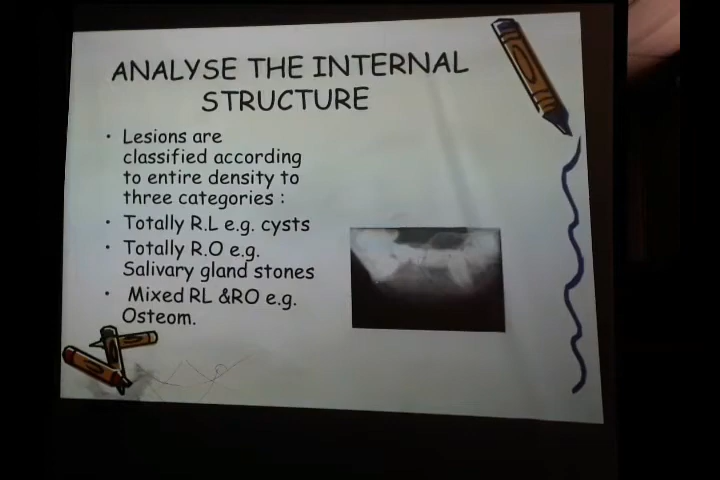 ANALYSE THE INTERNAL
STRUCTURE
• Lesions are
classified according
to entire density to
three categories :
• Totally R.L e.g. cysts
• Totally R.O e.g.
Salivary gland stones
• Mixed RL &RO e.g.
Osteom.